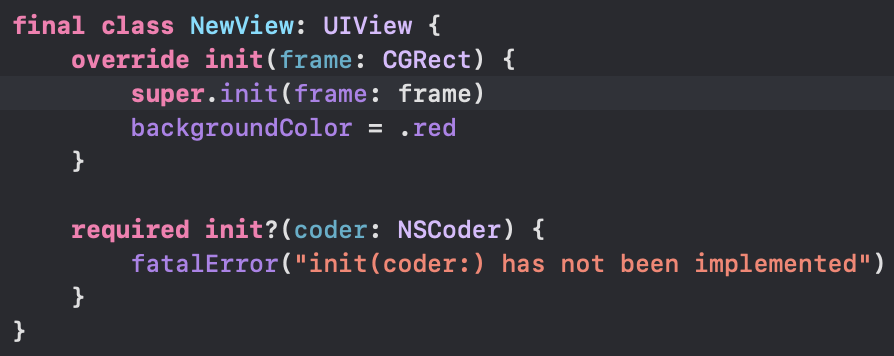 final class NewView: UIView {
    override init(frame: CGRect) {
        super.init(frame: frame)
        backgroundColor = .red
    }

    required init?(coder: NSCoder) {
        fatalError("init(coder:) has not been implemented")
    }
}